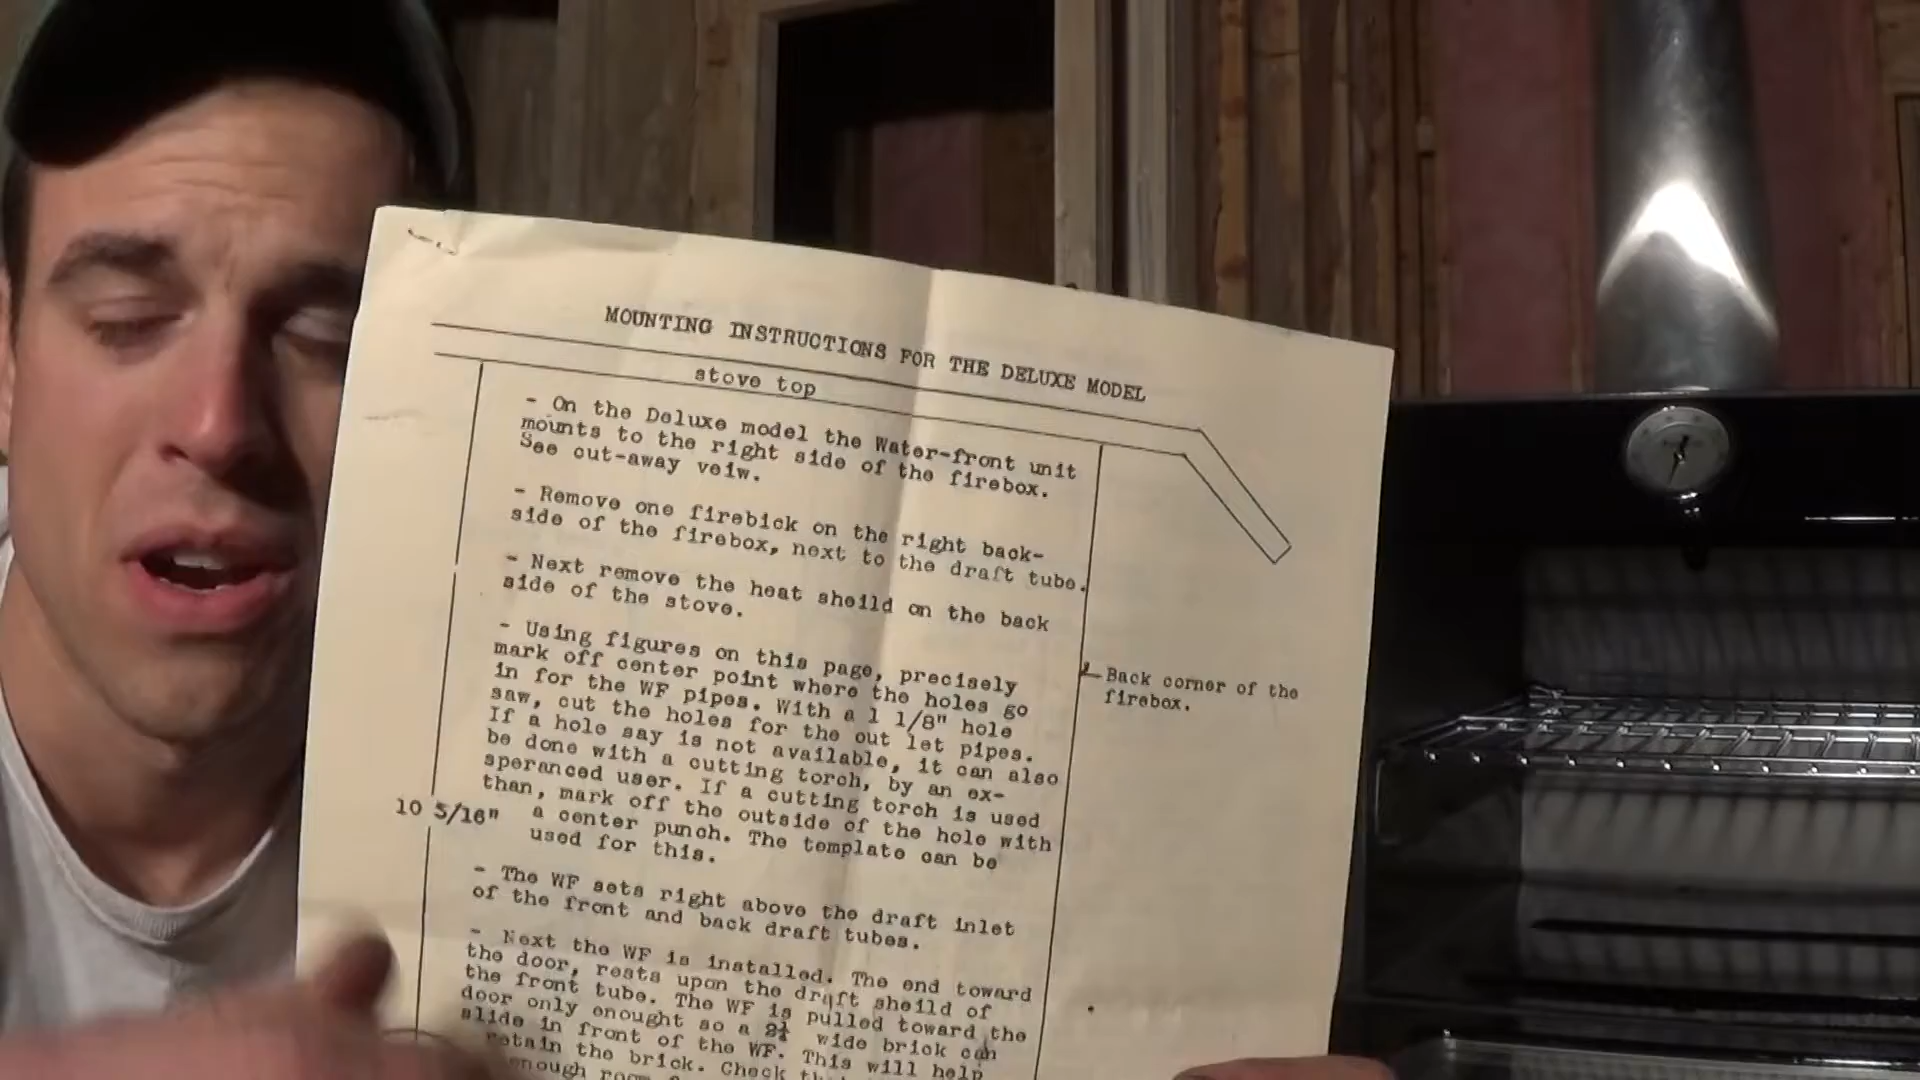 MOUNTING INSTRUCTIONS FOR THE DELUXE MODEL
stove top
- On the Deluxe model the Water-front unit
mounts to the right side of the firebox.
See cut-away veiw.
- Remove one firebick on the right back-
side of the firebox, next to the draft tube.
- Next remove the heat sheild on the back
side of the stove.
- Using figures on this page, precisely
mark off center point where the holes go
in for the WF pipes. With a 1 1/8" hole
saw, cut the holes for the out let pipes.
If a hole say is not available, it can also
be done with a cutting torch, by an ex-
speranced user. If a cutting torch is used
than, mark off the outside of the hole with
a center punch. The template can be
used for this.
10 5/16"
Back corner of the
firebox.
- The WF sets right above the draft inlet
of the front and back draft tubes.
- Next the WF is installed. The end toward
the door, rests upon the draft sheild of
the front tube. The WF is pulled toward the
door only enought so a 2¼ wide brick can
slide in front of the WF. This will help
retain the brick. Check
enough room